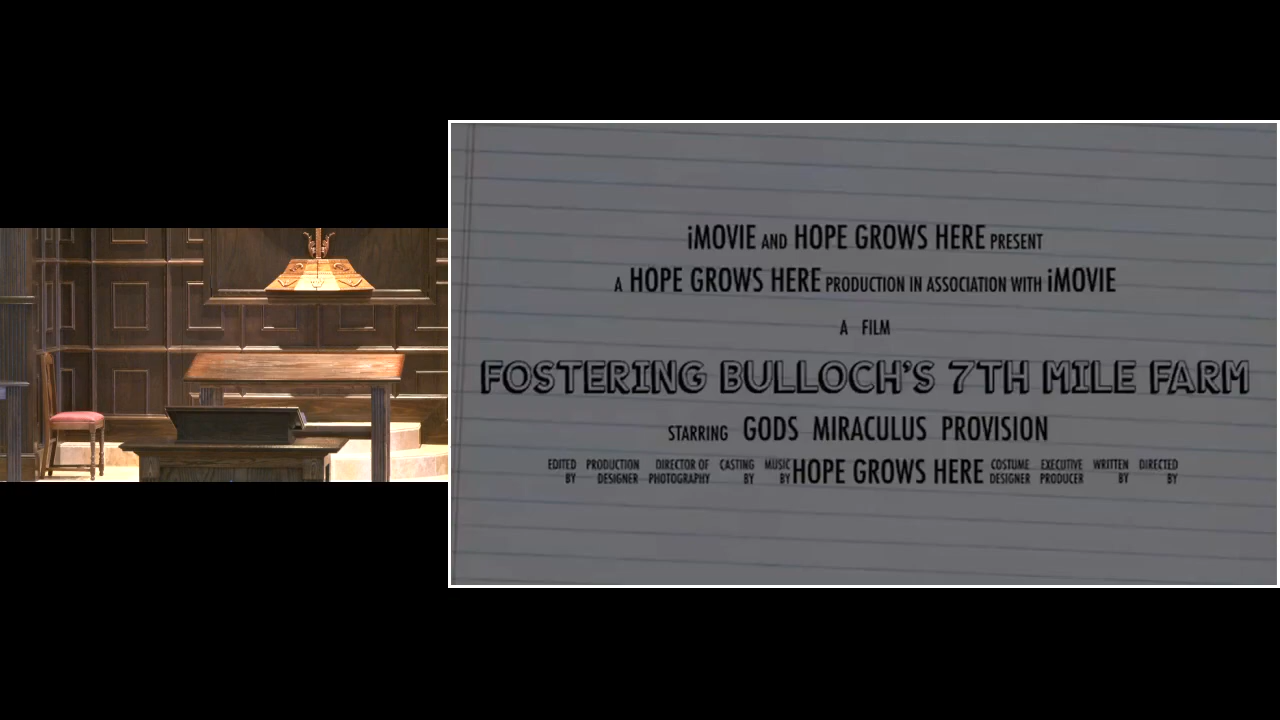 iMOVIE AND HOPE GROWS HERE PRESENT
A HOPE GROWS HERE PRODUCTION IN ASSOCIATION WITH iMOVIE
A FILM
FOSTERING BULLOCH'S 7TH MILE FARM
STARRING GODS MIRACULUS PROVISION
EDITED BY PRODUCTION DESIGNER DIRECTOR OF PHOTOGRAPHY CASTING BY MUSIC BY HOPE GROWS HERE COSTUME DESIGNER EXECUTIVE PRODUCER WRITTEN BY DIRECTED BY